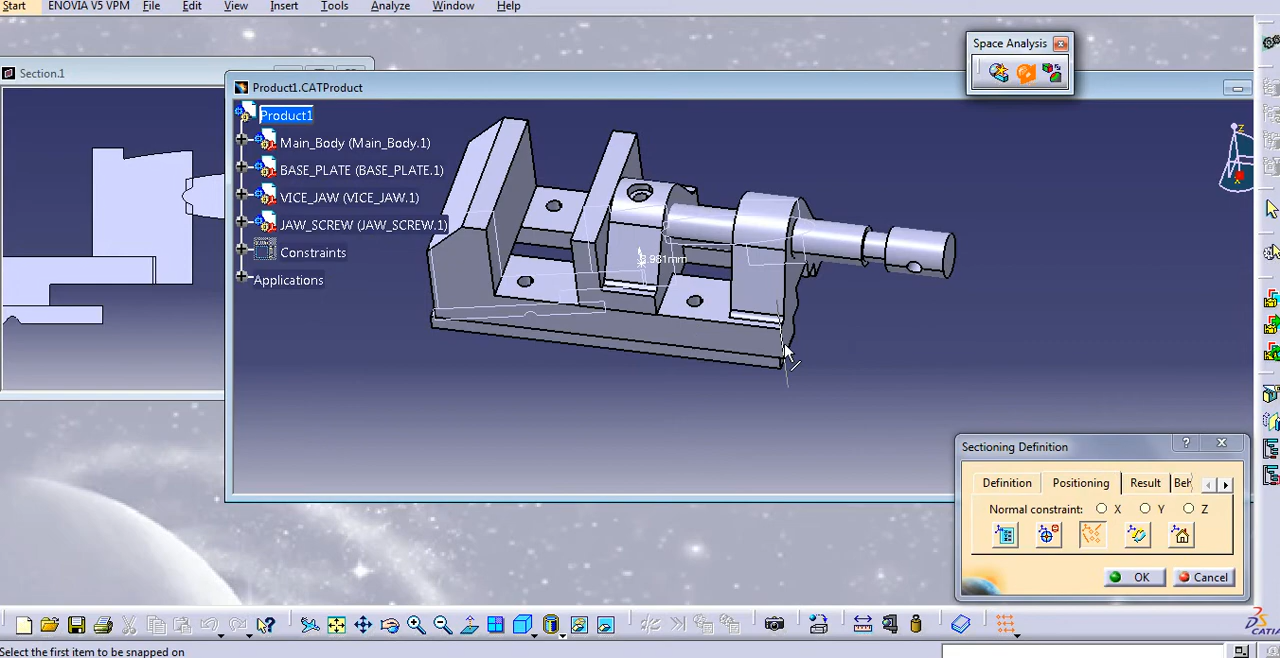 Start ENOVIA V5 VPM File Edit View Insert Tools Analyze Window Help
Space Analysis
Section.1
Product1.CATProduct
Product1
Main_Body (Main_Body.1)
BASE_PLATE (BASE_PLATE.1)
VICE_JAW (VICE_JAW.1)
JAW_SCREW (JAW_SCREW.1)
Constraints
Applications
z
Sectioning Definition
Definition Positioning Result
Normal constraint: X Y Z
OK Cancel
Select the first item to be snapped on